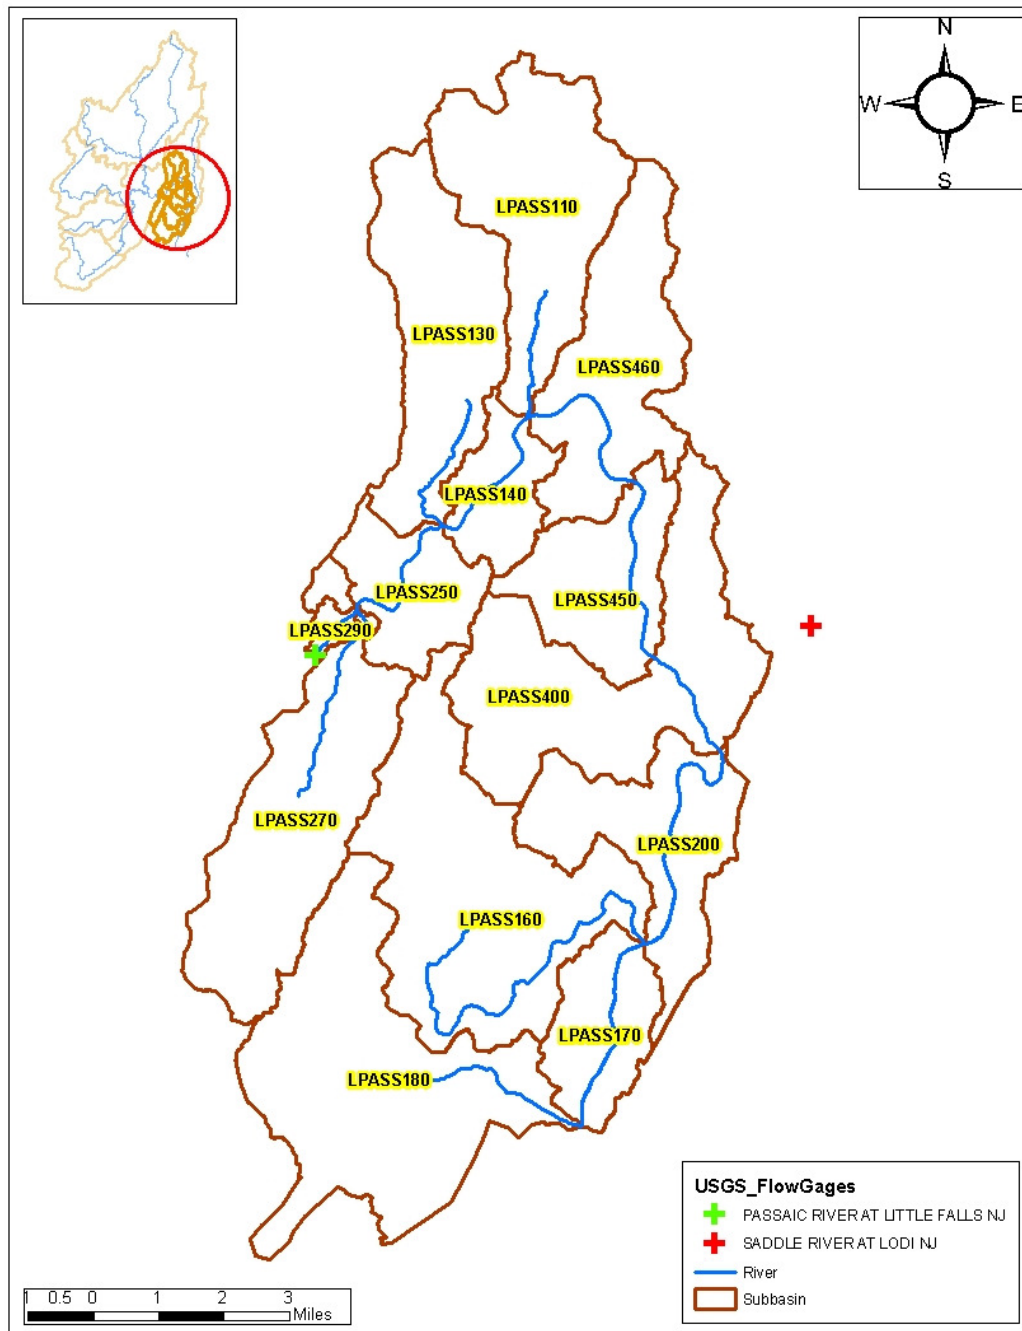 N
W E
S
LPASS110
LPASS130
LPASS460
LPASS140
LPASS250
LPASS450
LPASS290
LPASS400
LPASS270
LPASS200
LPASS160
LPASS170
LPASS180
USGS_FlowGages
PASSAIC RIVER AT LITTLE FALLS NJ
SADDLE RIVER AT LODI NJ
River
Subbasin
1 0.5 0 1 2 3
Miles